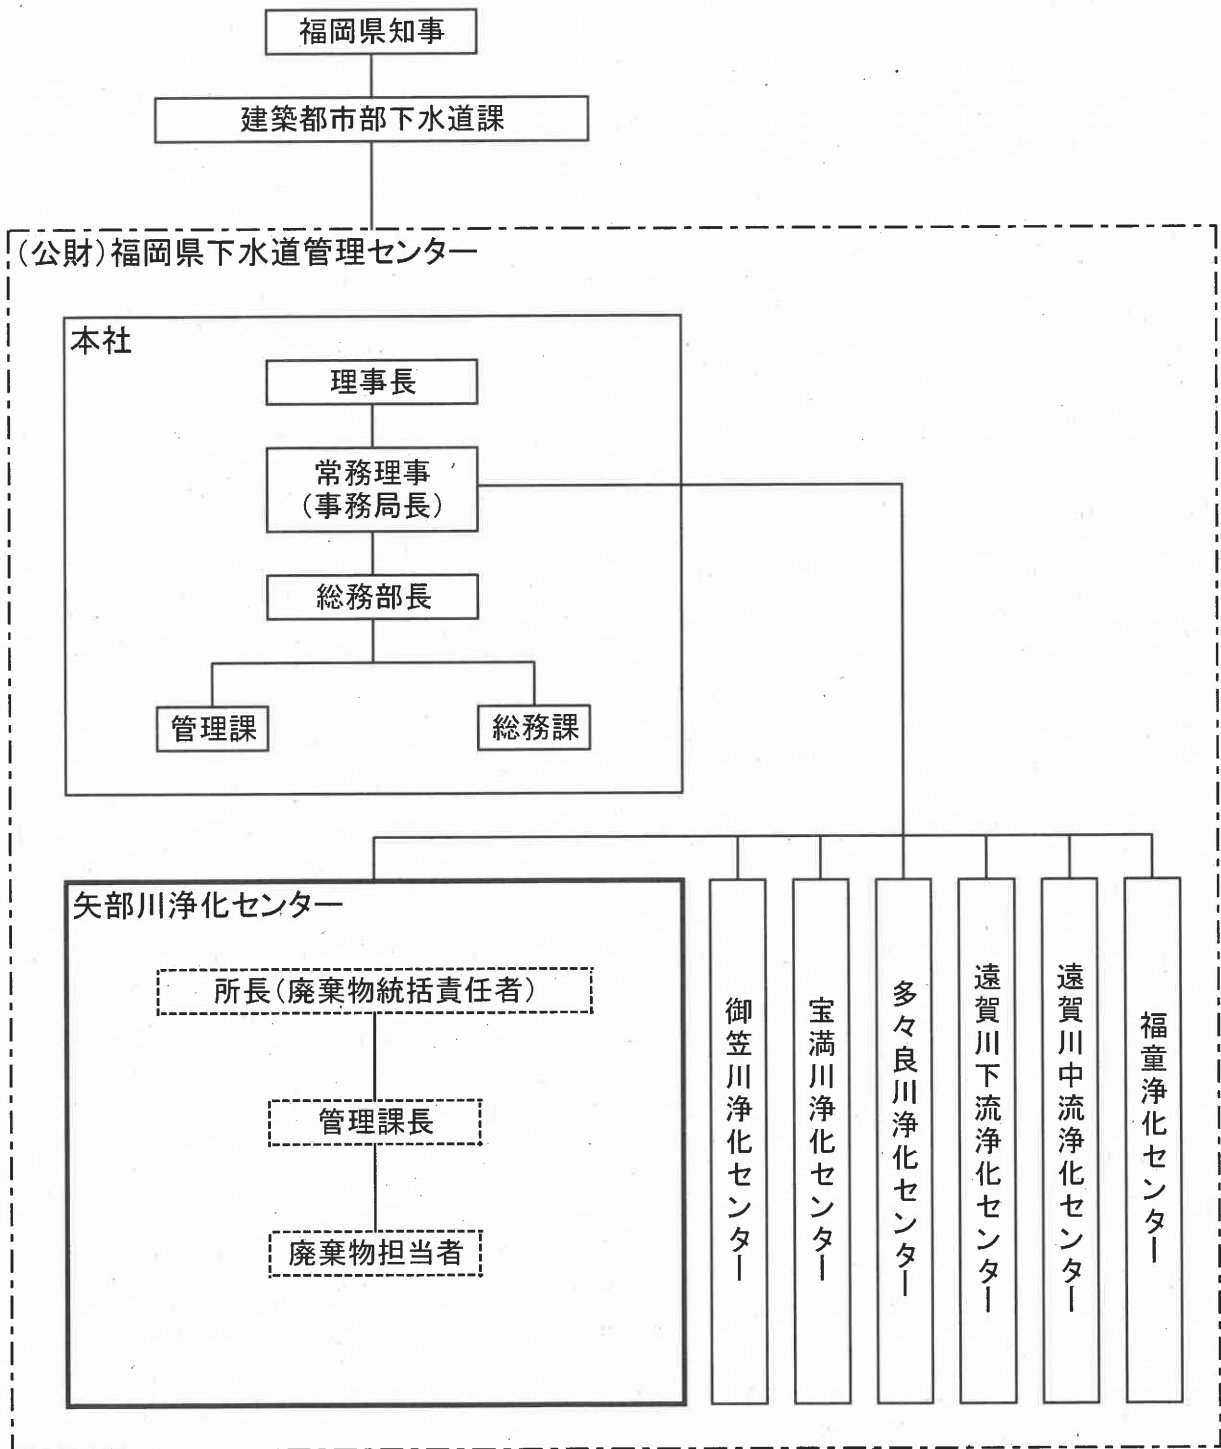 福岡県知事
建築都市部下水道課
(公財)福岡県下水道管理センター
本社
理事長
常務理事
(事務局長)
総務部長
管理課
総務課
矢部川浄化センター
所長(廃棄物統括責任者)
管理課長
廃棄物担当者
御笠川浄化センター
宝満川浄化センター
多々良川浄化センター
遠賀川下流浄化センター
遠賀川中流浄化センター
福童浄化センター